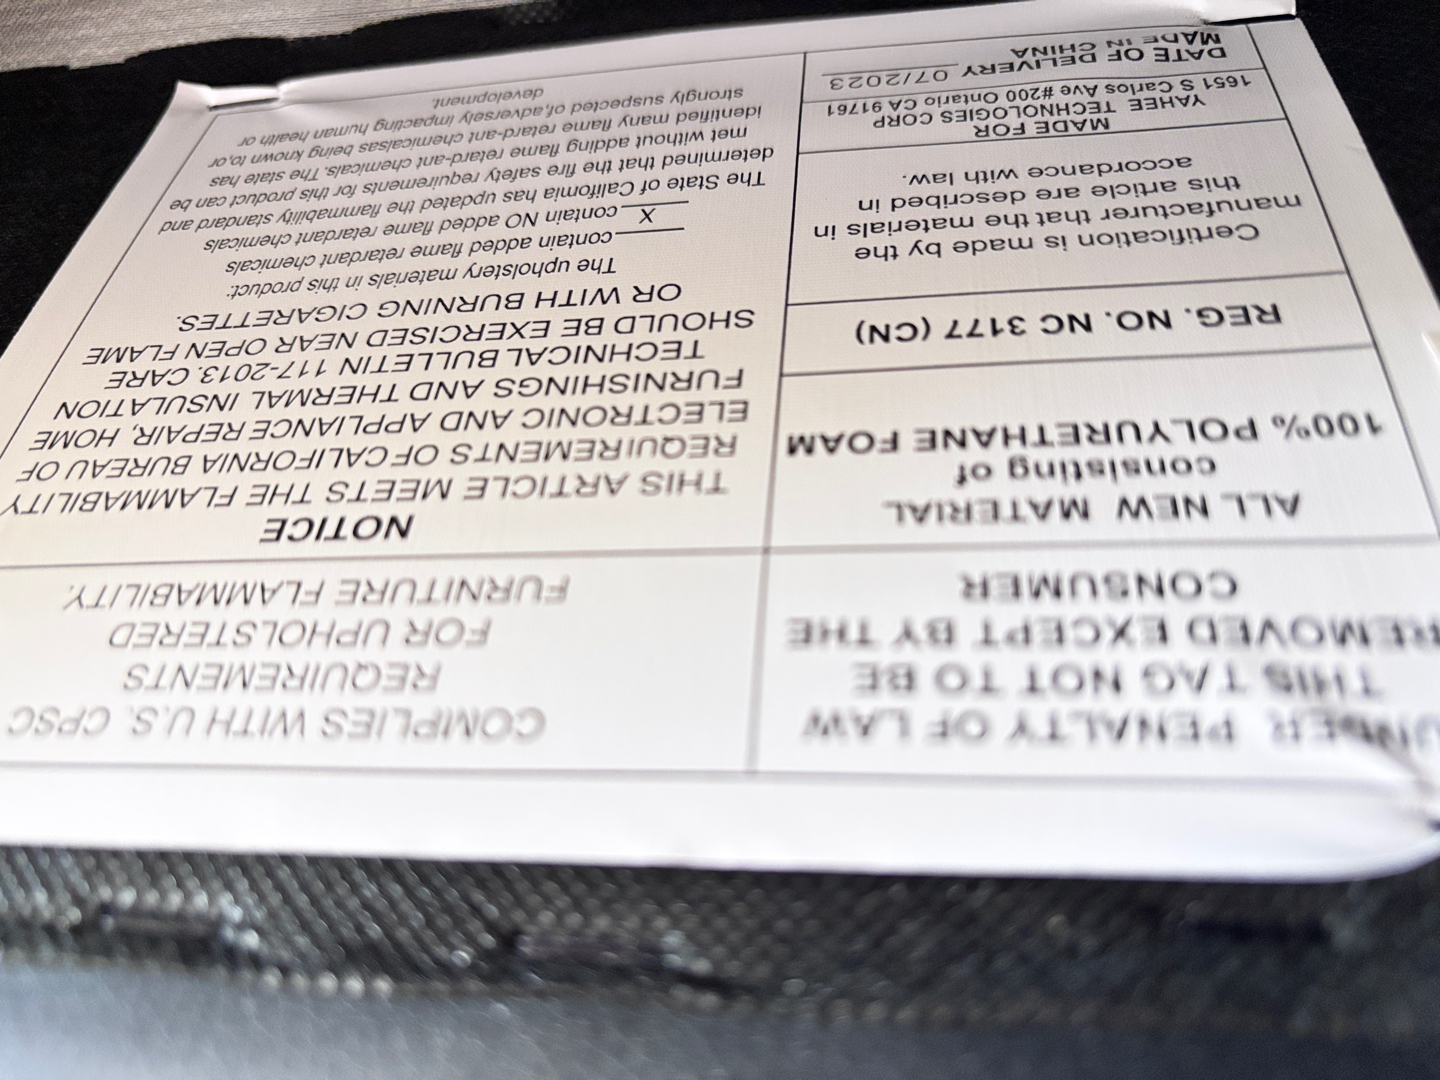 UNDER PENALTY OF LAW
THIS TAG NOT TO BE
REMOVED EXCEPT BY THE
CONSUMER
ALL NEW MATERIAL
consisting of
100% POLYURETHANE FOAM
REG. NO. NC 3177 (CN)
Certification is made by the
manufacturer that the materials in
this article are described in
accordance with law.
MADE FOR
YAHEE TECHNOLOGIES CORP
1651 S Carlos Ave #200 Ontario CA 91761
DATE OF DELIVERY 07/2023
MADE IN CHINA
COMPLIES WITH U.S. CPSC
REQUIREMENTS
FOR UPHOLSTERED
FURNITURE FLAMMABILITY.
NOTICE
THIS ARTICLE MEETS THE FLAMMABILITY
REQUIREMENTS OF CALIFORNIA BUREAU OF
ELECTRONIC AND APPLIANCE REPAIR, HOME
FURNISHINGS AND THERMAL INSULATION
TECHNICAL BULLETIN 117-2013. CARE
SHOULD BE EXERCISED NEAR OPEN FLAME
OR WITH BURNING CIGARETTES.
The upholstery materials in this product:
contain added flame retardant chemicals
X contain NO added flame retardant chemicals
The State of California has updated the flammability standard and
determined that the fire safety requirements for this product can be
met without adding flame retard-ant chemicals. The state has
identified many flame retard-ant chemicalsas being known to,or
strongly suspected of,adversely impacting human health or
development.